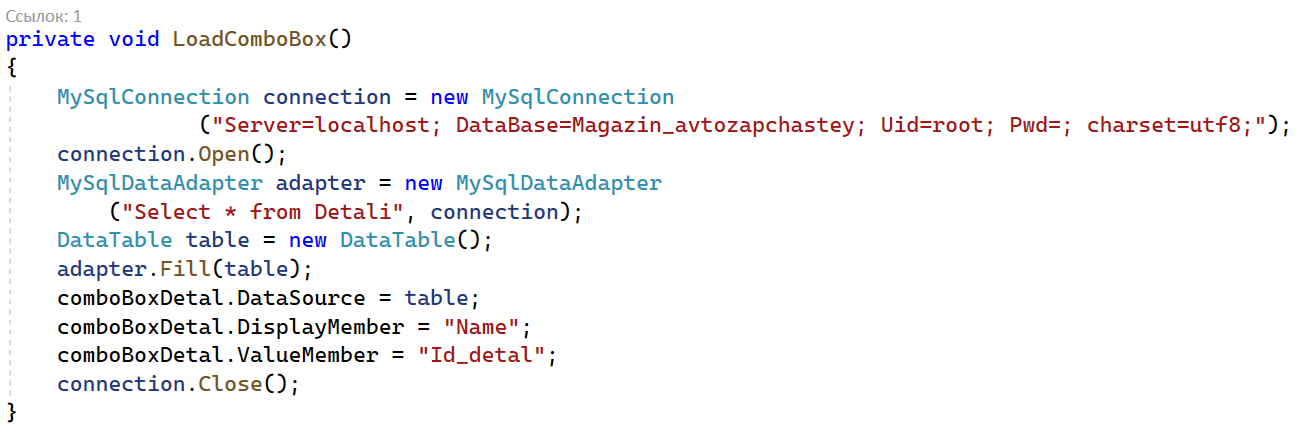 Ссылок: 1
private void LoadComboBox()
{
    MySqlConnection connection = new MySqlConnection
               ("Server=localhost; DataBase=Magazin_avtozapchastey; Uid=root; Pwd=; charset=utf8;");
    connection.Open();
    MySqlDataAdapter adapter = new MySqlDataAdapter
        ("Select * from Detali", connection);
    DataTable table = new DataTable();
    adapter.Fill(table);
    comboBoxDetal.DataSource = table;
    comboBoxDetal.DisplayMember = "Name";
    comboBoxDetal.ValueMember = "Id_detal";
    connection.Close();
}